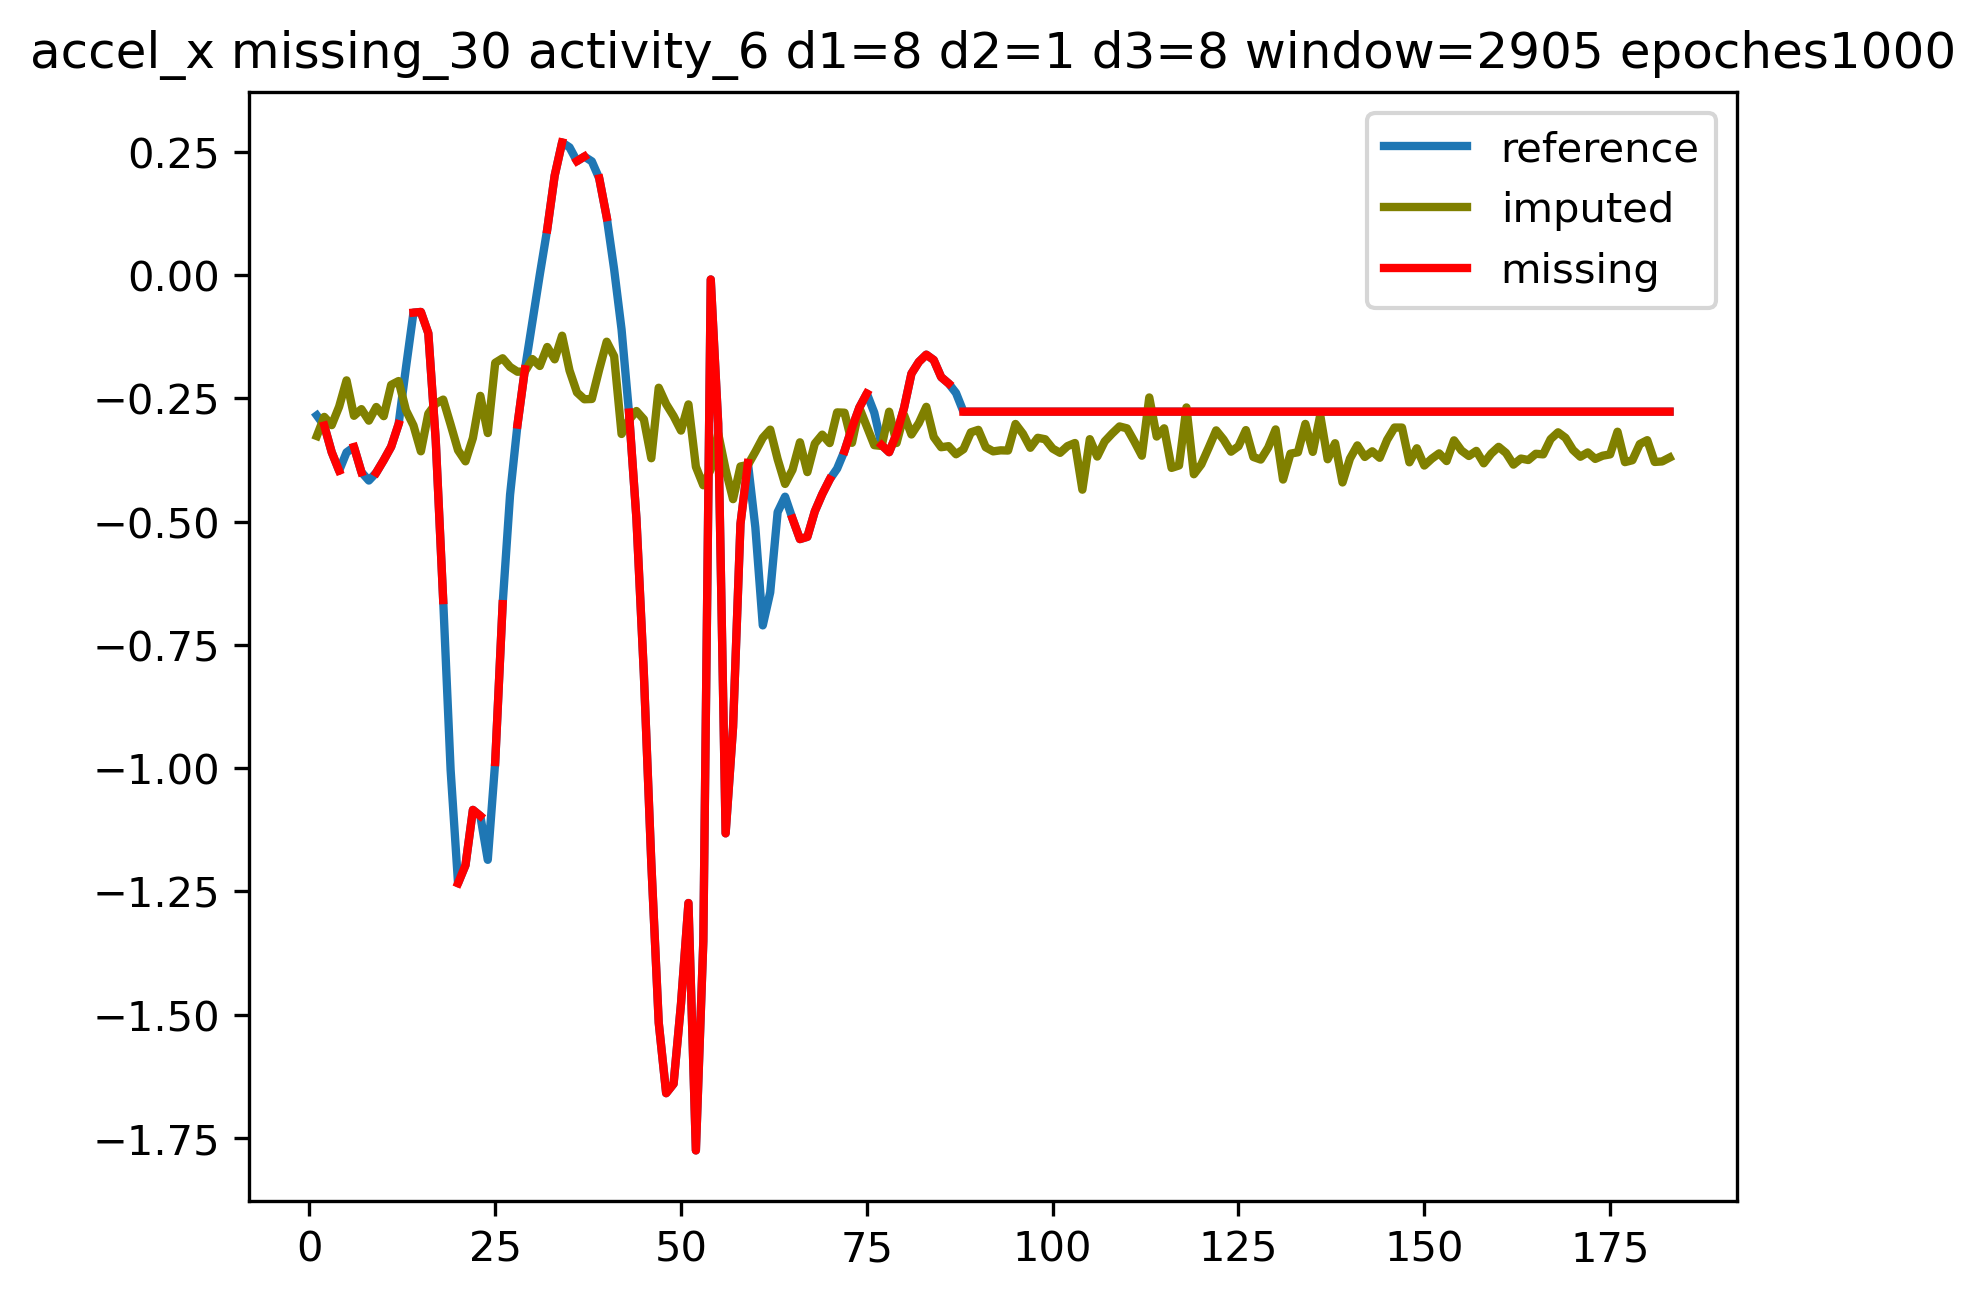 accel_x missing_30 activity_6 d1=8 d2=1 d3=8 window=2905 epoches1000
reference
imputed
missing
0.25
0.00
−0.25
−0.50
−0.75
−1.00
−1.25
−1.50
−1.75
0 25 50 75 100 125 150 175